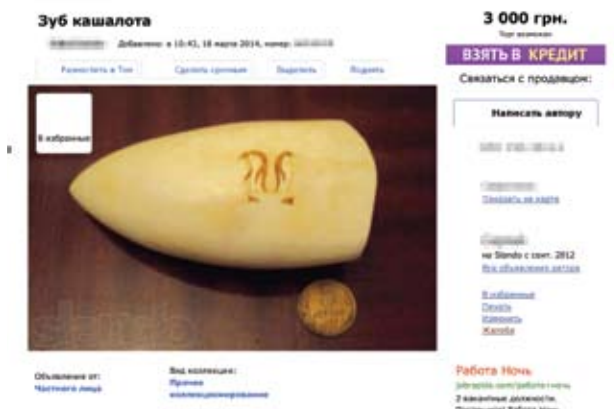 Зуб кашалота
Добавлено: в 10:43, 18 марта 2014, номер:
Разместить в Топ Сделать срочным Выделить Поднять
В избранные
slando
Объявление от:
Частного лица
Вид коллекции:
Прочее
коллекционирование
3 000 грн.
Торг возможен
ВЗЯТЬ В КРЕДИТ
Связаться с продавцом:
Написать автору
Показать на карте
на Slando с сент. 2012
Все объявления автора
В избранные
Печать
Изменить
Жалоба
Работа Ночь
2 вакантные должности.